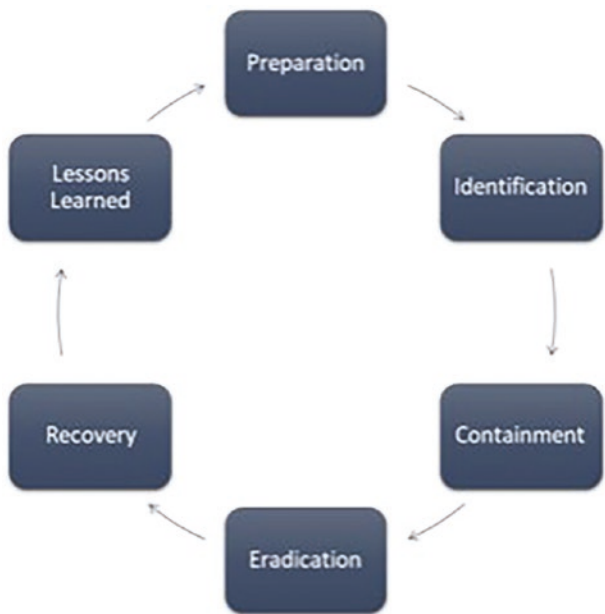 Preparation
Identification
Containment
Eradication
Recovery
Lessons
Learned